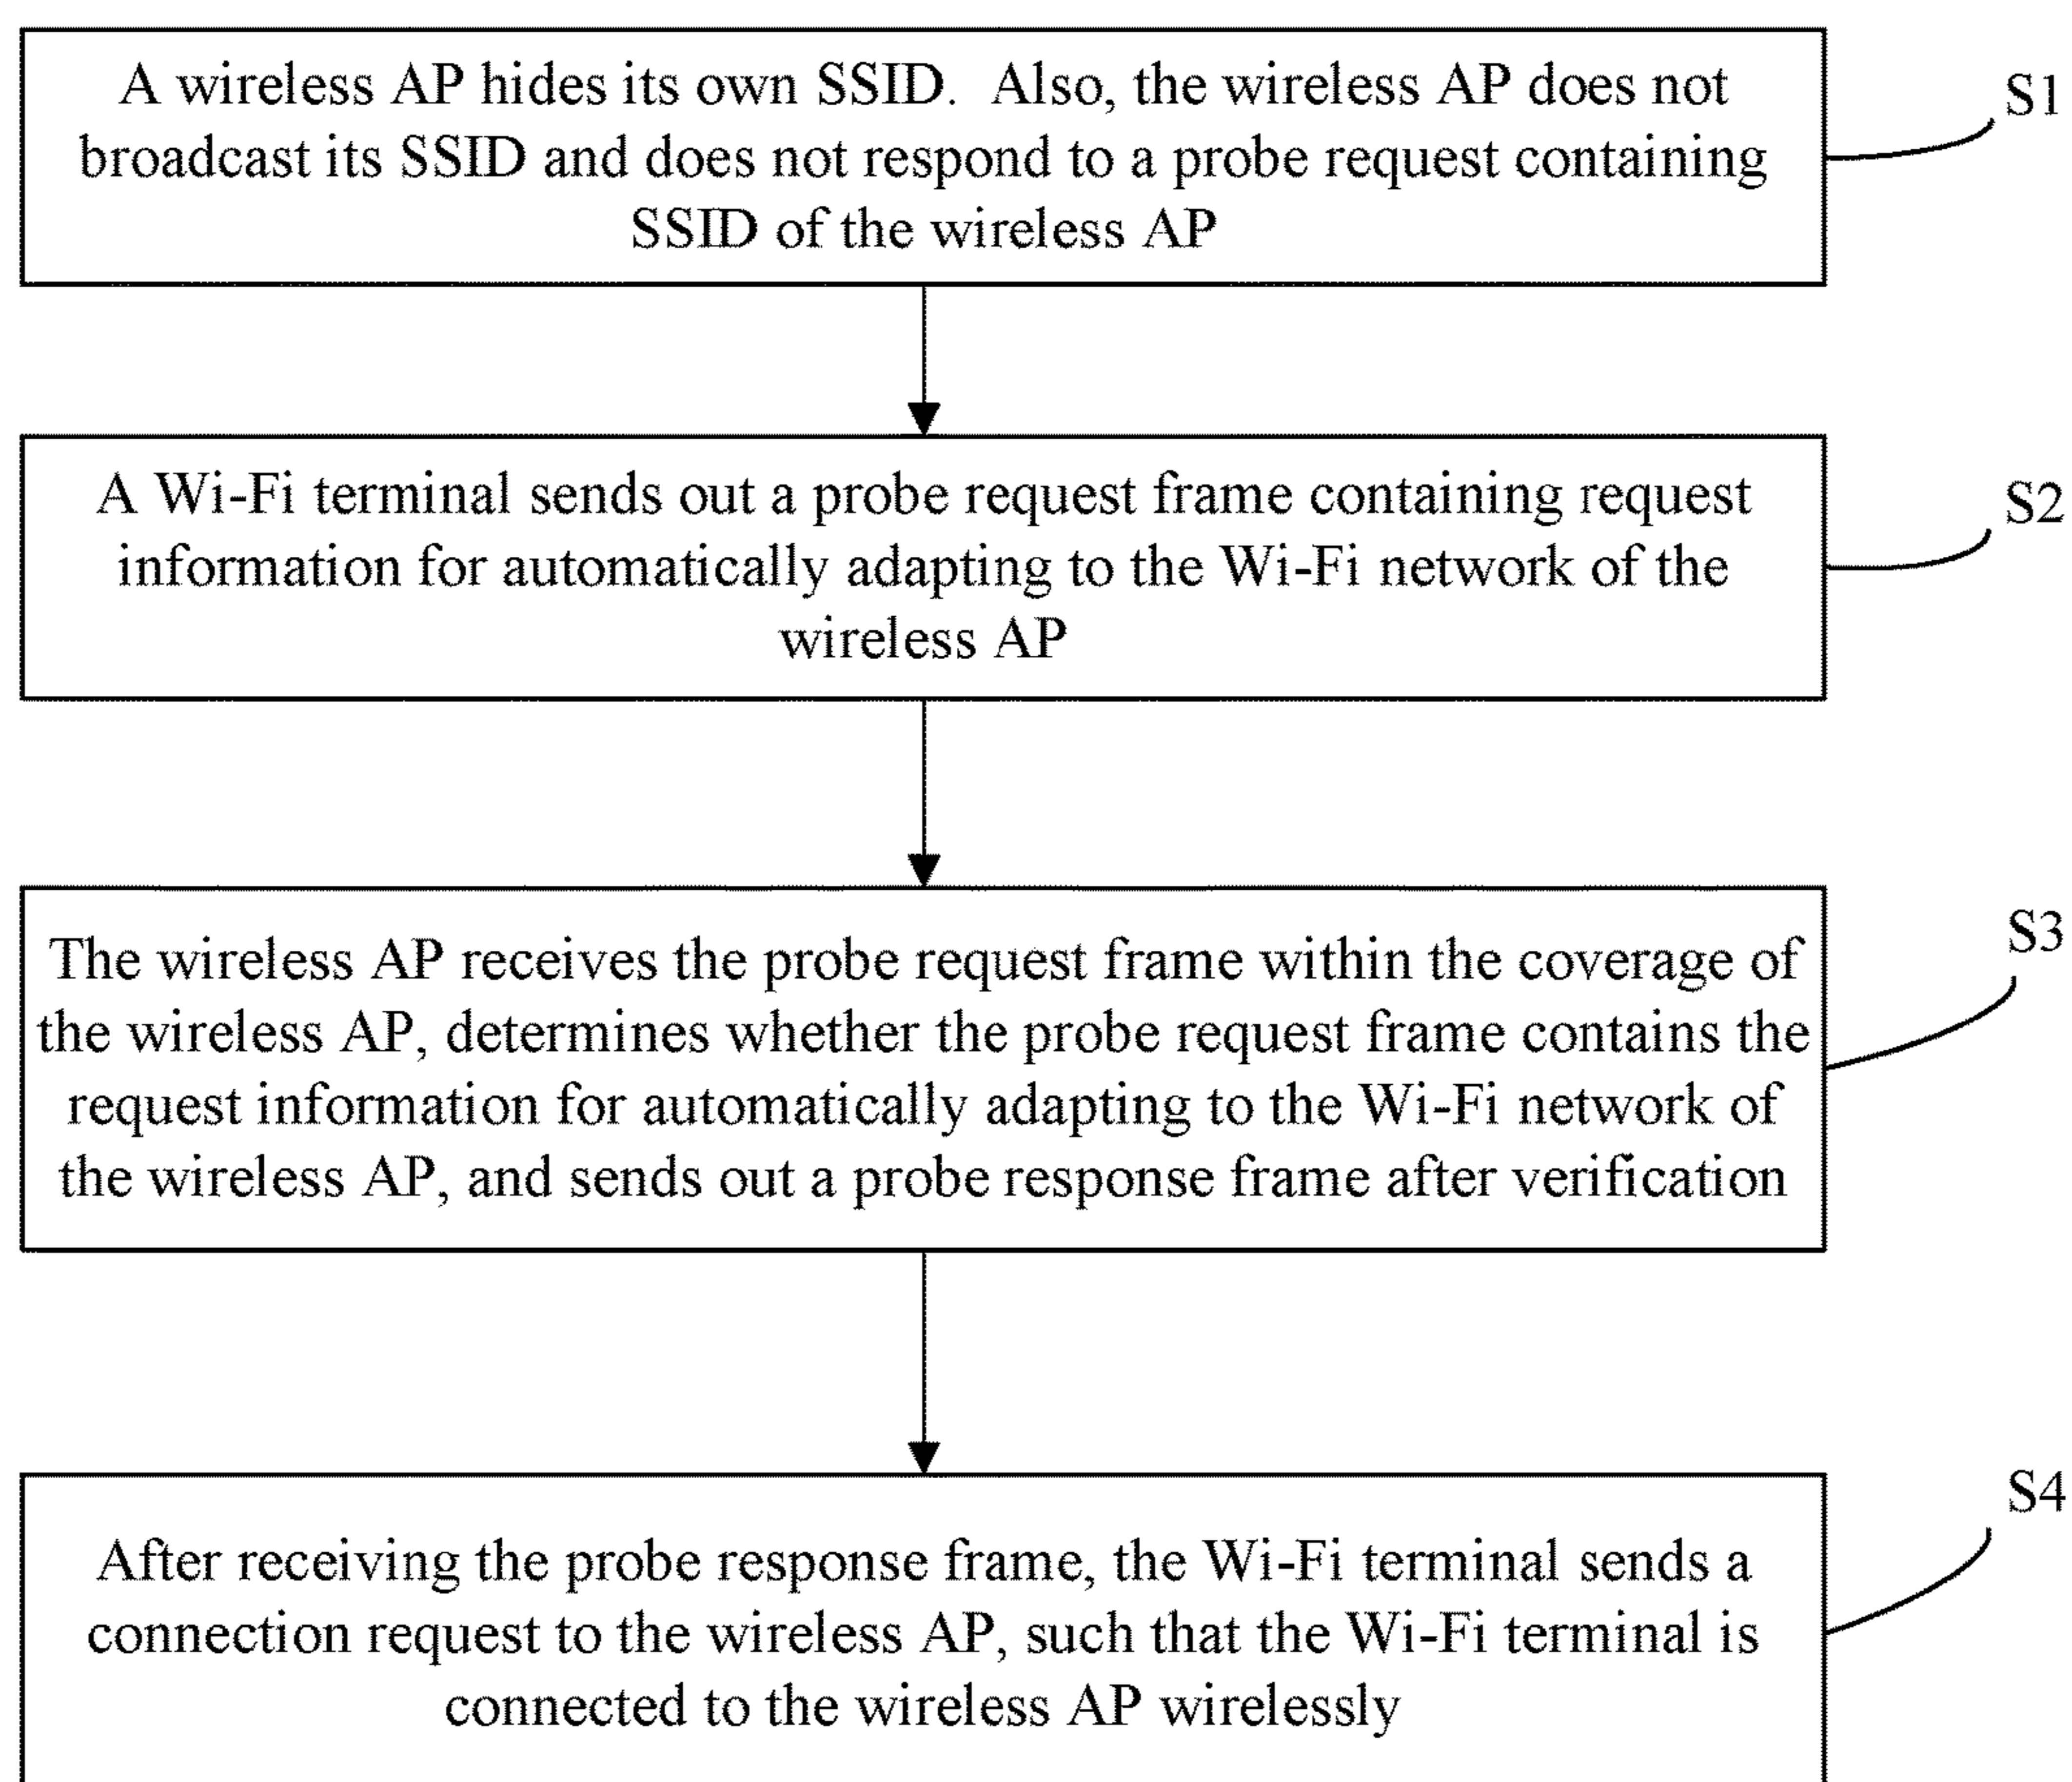 A wireless AP hides its own SSID. Also, the wireless AP does not
broadcast its SSID and does not respond to a probe request containing
SSID of the wireless AP
S1
A Wi-Fi terminal sends out a probe request frame containing request
information for automatically adapting to the Wi-Fi network of the
wireless AP
S2
The wireless AP receives the probe request frame within the coverage of
the wireless AP, determines whether the probe request frame contains the
request information for automatically adapting to the Wi-Fi network of
the wireless AP, and sends out a probe response frame after verification
S3
After receiving the probe response frame, the Wi-Fi terminal sends a
connection request to the wireless AP, such that the Wi-Fi terminal is
connected to the wireless AP wirelessly
S4